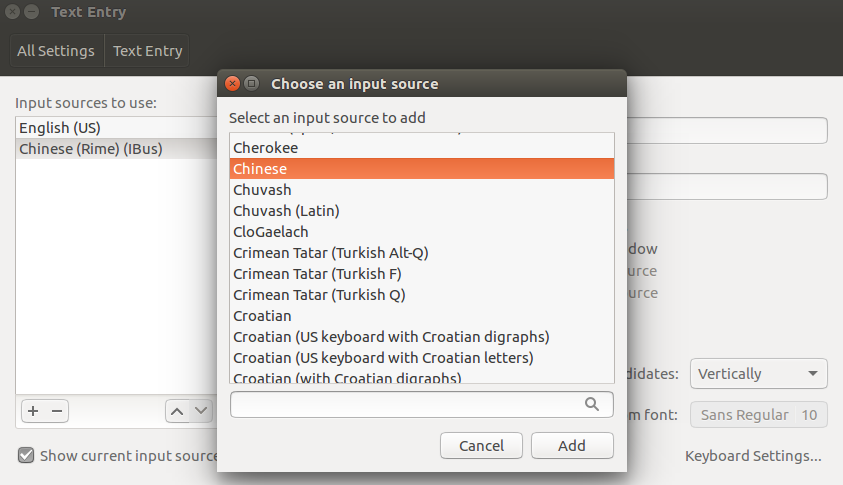 Text Entry
All Settings
Text Entry
Choose an input source
Input sources to use:
English (US)
Chinese (Rime) (IBus)
Select an input source to add
Cherokee
Chinese
Chuvash
Chuvash (Latin)
CloGaelach
Crimean Tatar (Turkish Alt-Q)
Crimean Tatar (Turkish F)
Crimean Tatar (Turkish Q)
Croatian
Croatian (US keyboard with Croatian digraphs)
Croatian (US keyboard with Croatian letters)
Croatian (with Croatian digraphs)
Cancel
Add
Show current input source
dow
urce
urce
didates:
Vertically
m font:
Sans Regular 10
Keyboard Settings...